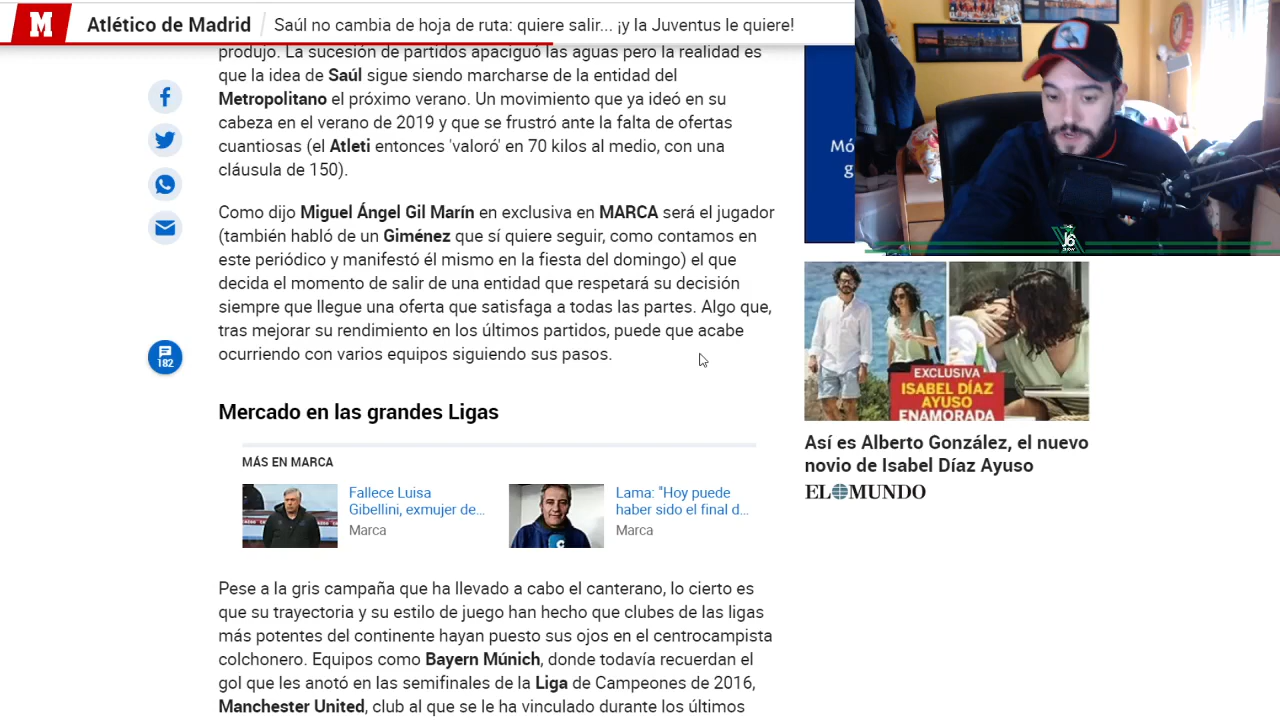 M
Atlético de Madrid
Saúl no cambia de hoja de ruta: quiere salir... ¡y la Juventus le quiere!
produjo. La sucesión de partidos apaciguó las aguas pero la realidad es
que la idea de Saúl sigue siendo marcharse de la entidad del
Metropolitano el próximo verano. Un movimiento que ya ideó en su
cabeza en el verano de 2019 y que se frustró ante la falta de ofertas
cuantiosas (el Atleti entonces 'valoró' en 70 kilos al medio, con una
cláusula de 150).
Como dijo Miguel Ángel Gil Marín en exclusiva en MARCA será el jugador
(también habló de un Giménez que sí quiere seguir, como contamos en
este periódico y manifestó él mismo en la fiesta del domingo) el que
decida el momento de salir de una entidad que respetará su decisión
siempre que llegue una oferta que satisfaga a todas las partes. Algo que,
tras mejorar su rendimiento en los últimos partidos, puede que acabe
ocurriendo con varios equipos siguiendo sus pasos.
182
Mercado en las grandes Ligas
MÁS EN MARCA
Fallece Luisa
Gibellini, exmujer de...
Marca
Lama: "Hoy puede
haber sido el final d...
Marca
Pese a la gris campaña que ha llevado a cabo el canterano, lo cierto es
que su trayectoria y su estilo de juego han hecho que clubes de las ligas
más potentes del continente hayan puesto sus ojos en el centrocampista
colchonero. Equipos como Bayern Múnich, donde todavía recuerdan el
gol que les anotó en las semifinales de la Liga de Campeones de 2016,
Manchester United, club al que se le ha vinculado durante los últimos
Mó
g
J6
EXCLUSIVA
ISABEL DÍAZ
AYUSO
ENAMORADA
Así es Alberto González, el nuevo
novio de Isabel Díaz Ayuso
EL MUNDO